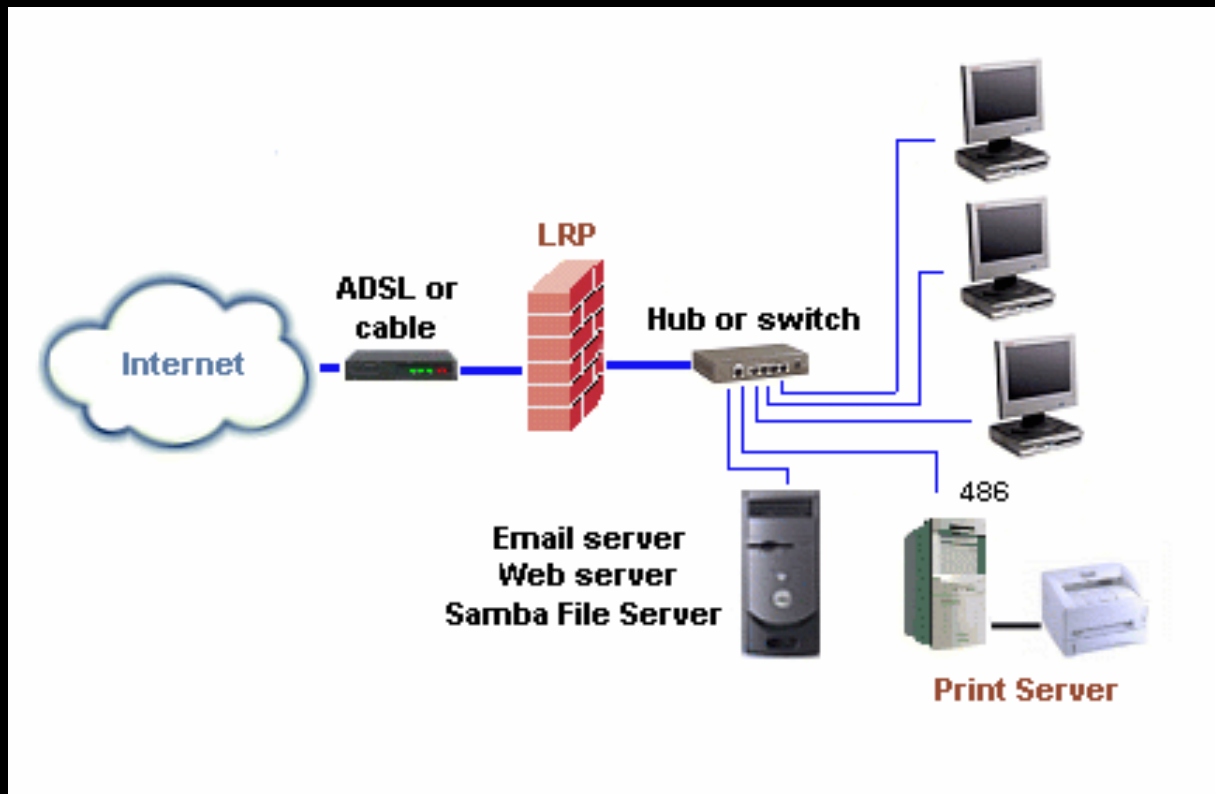 LRP
ADSL or
cable
Hub or switch
Internet
486
Email server
Web server
Samba File Server
Print Server